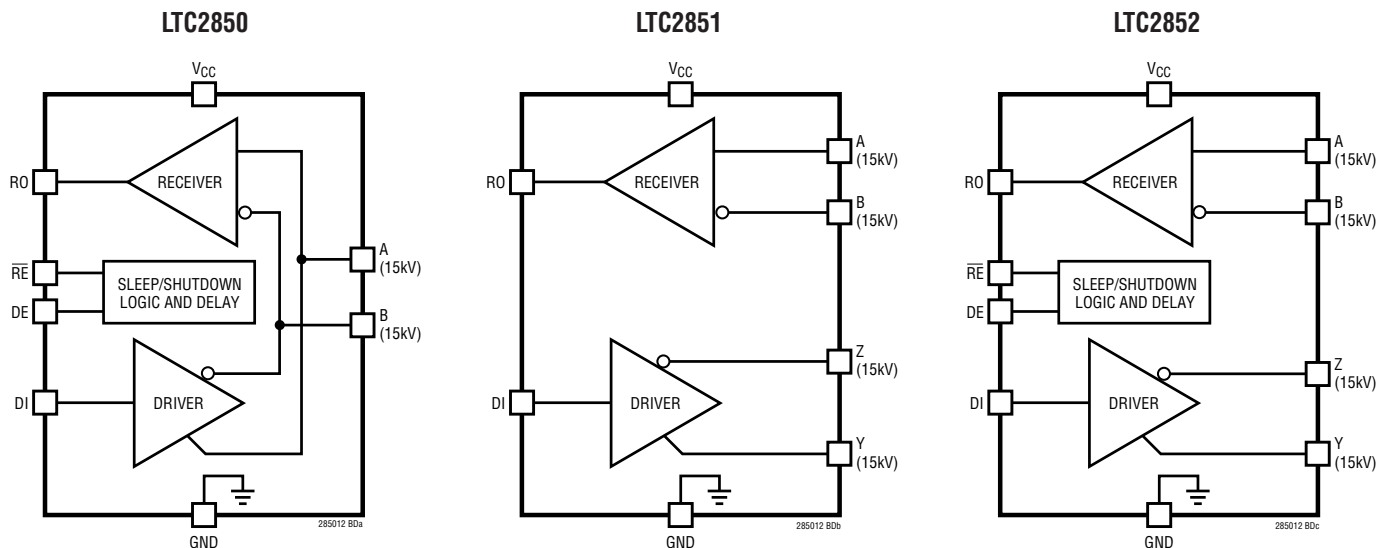 LTC2850
VCC
RECEIVER
RO
A
(15kV)
RE
SLEEP/SHUTDOWN
LOGIC AND DELAY
DE
B
(15kV)
DI
DRIVER
285012 BDa
GND
LTC2851
VCC
A
(15kV)
RECEIVER
RO
B
(15kV)
Z
(15kV)
DI
DRIVER
Y
(15kV)
285012 BDb
GND
LTC2852
VCC
A
(15kV)
RECEIVER
RO
B
(15kV)
RE
SLEEP/SHUTDOWN
LOGIC AND DELAY
DE
Z
(15kV)
DI
DRIVER
Y
(15kV)
285012 BDc
GND